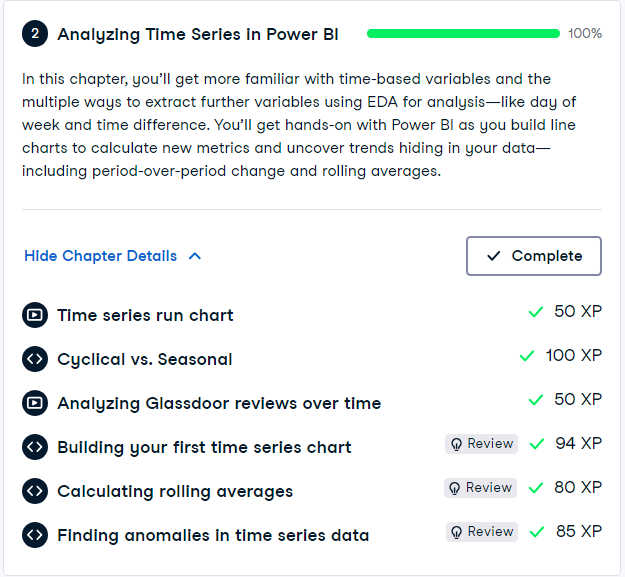 2 Analyzing Time Series in Power BI 100%
In this chapter, you'll get more familiar with time-based variables and the
multiple ways to extract further variables using EDA for analysis—like day of
week and time difference. You'll get hands-on with Power BI as you build line
charts to calculate new metrics and uncover trends hiding in your data—
including period-over-period change and rolling averages.
Hide Chapter Details Complete
Time series run chart 50 XP
Cyclical vs. Seasonal 100 XP
Analyzing Glassdoor reviews over time 50 XP
Building your first time series chart Review 94 XP
Calculating rolling averages Review 80 XP
Finding anomalies in time series data Review 85 XP